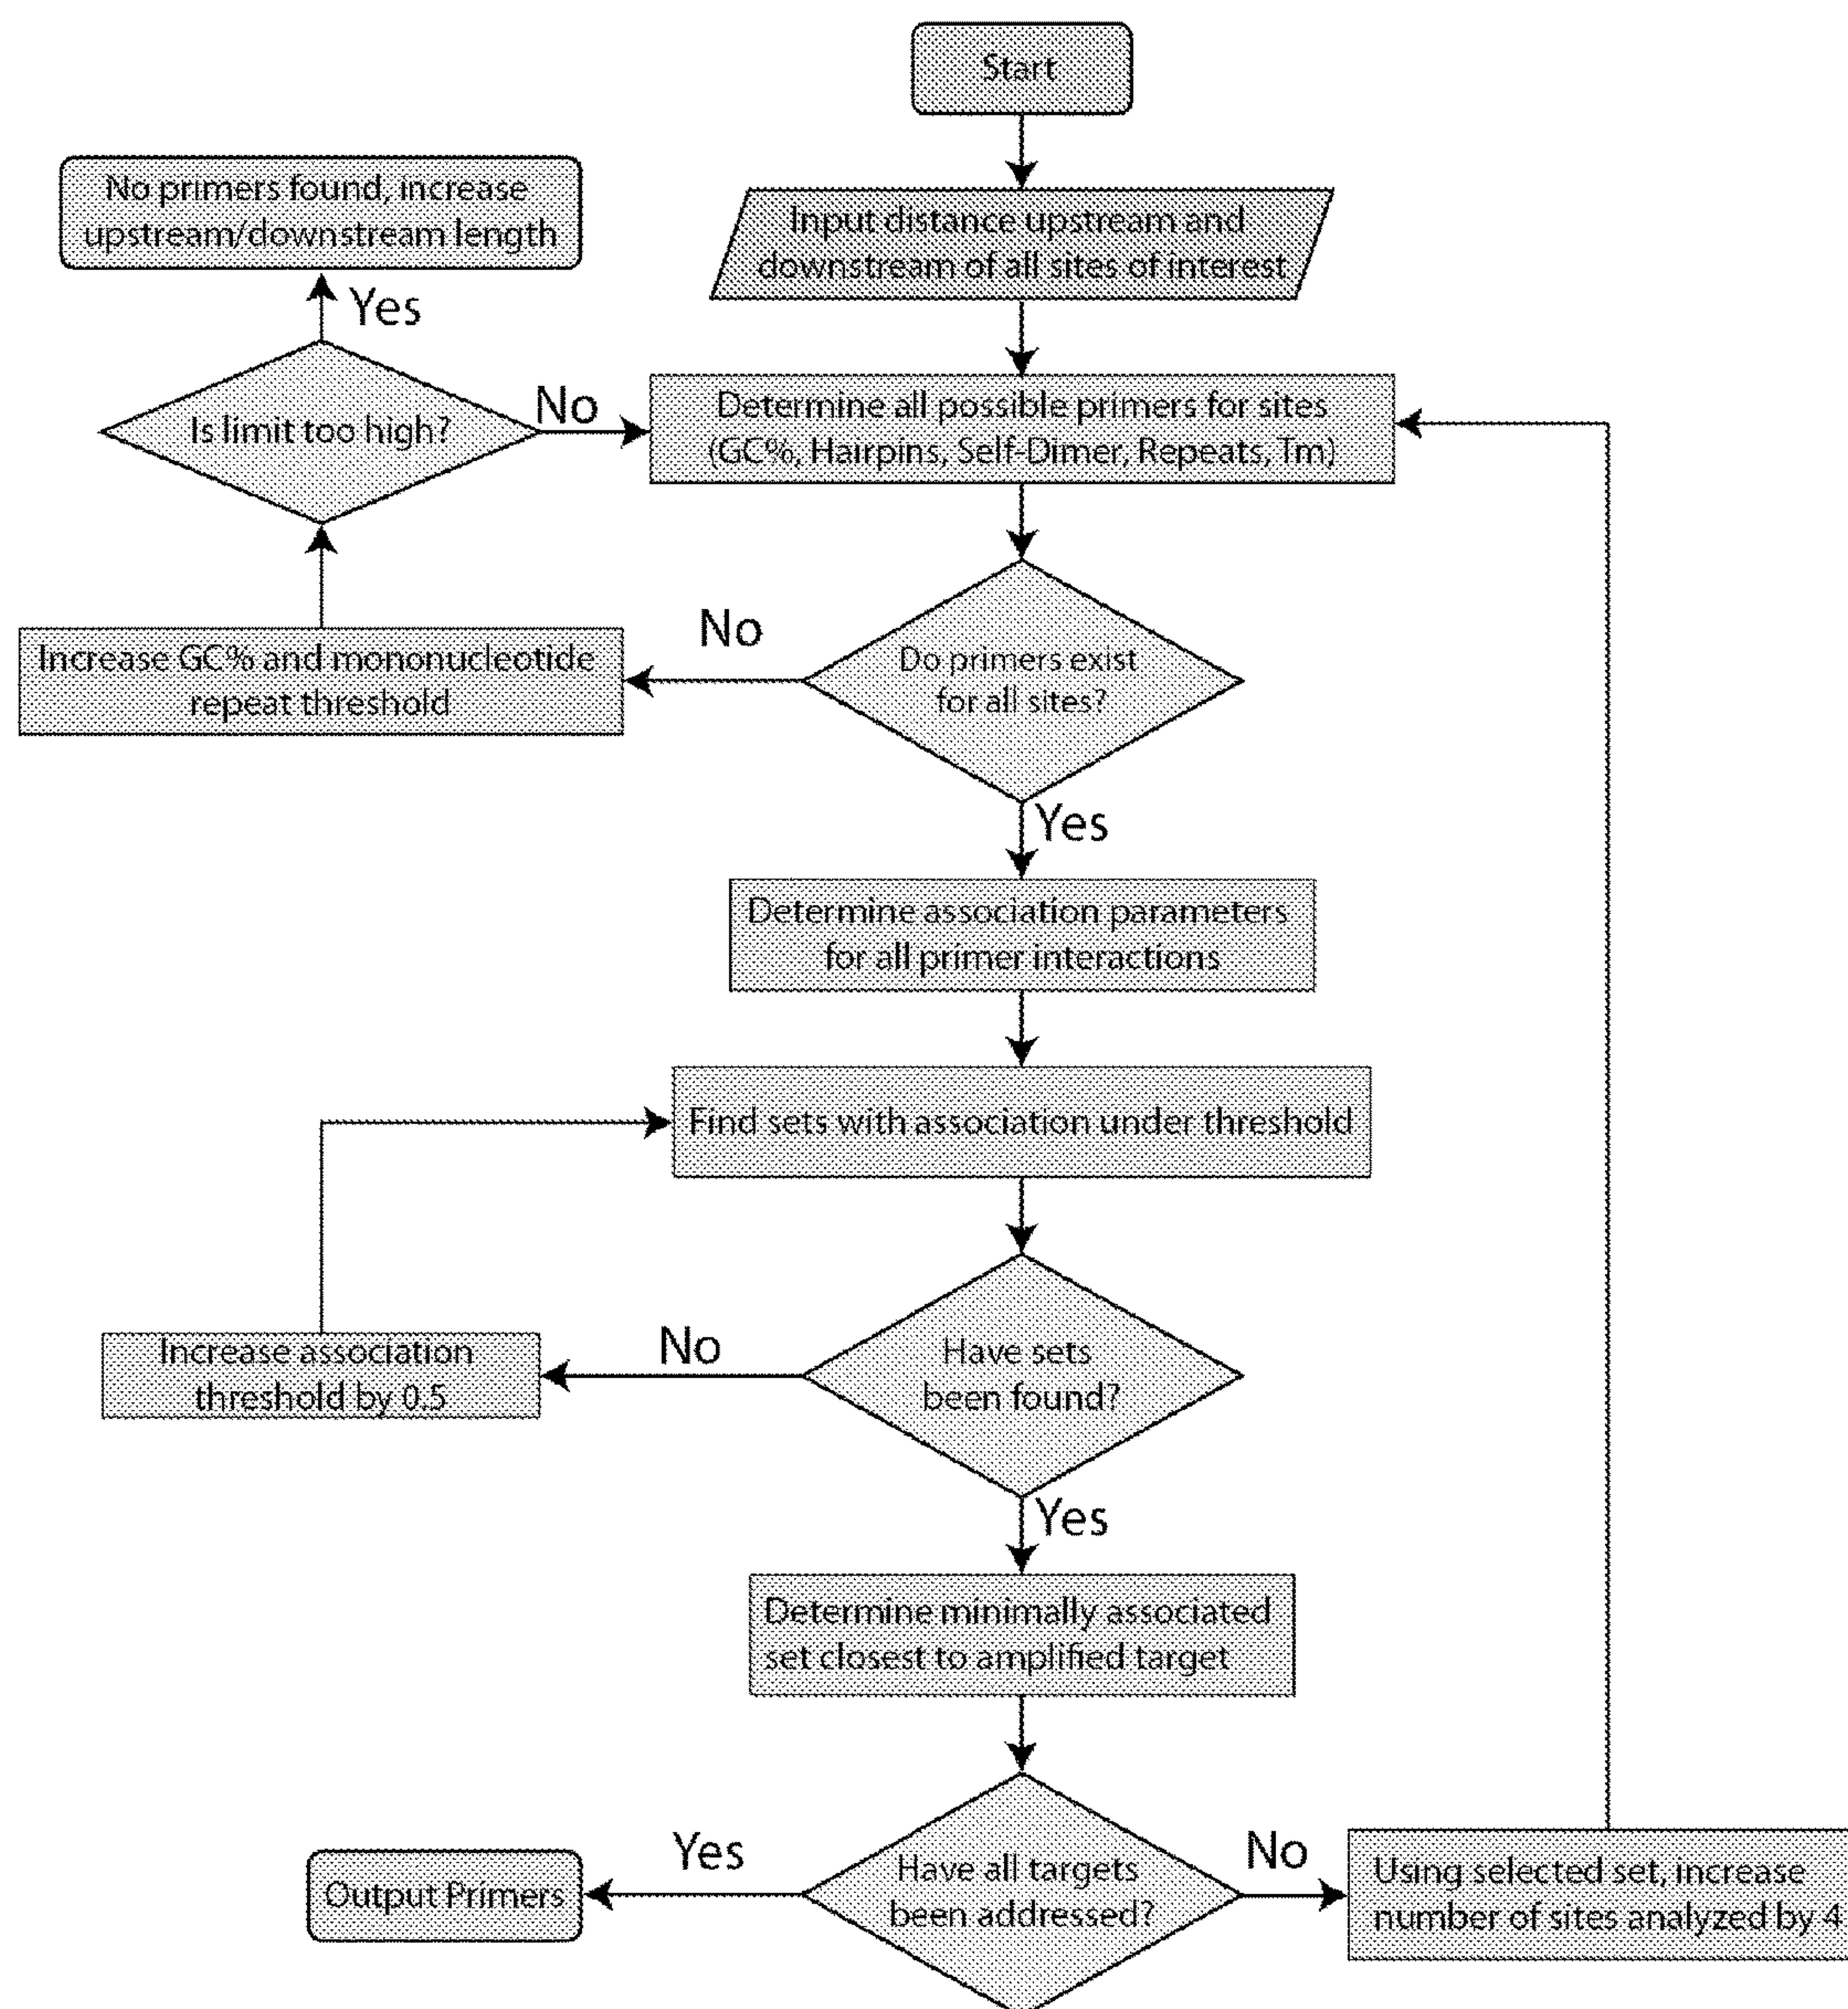 Start
No primers found, increase
upstream/downstream length
Input distance upstream and
downstream of all sites of interest
Yes
Is limit too high?
No
Determine all possible primers for sites
(GC%, Hairpins, Self-Dimer, Repeats, Tm)
Increase GC% and mononucleotide
repeat threshold
No
Do primers exist
for all sites?
Yes
Determine association parameters
for all primer interactions
Find sets with association under threshold
Increase association
threshold by 0.5
No
Have sets
been found?
Yes
Determine minimally associated
set closest to amplified target
Output Primers
Yes
Have all targets
been addressed?
No
Using selected set, increase
number of sites analyzed by 4